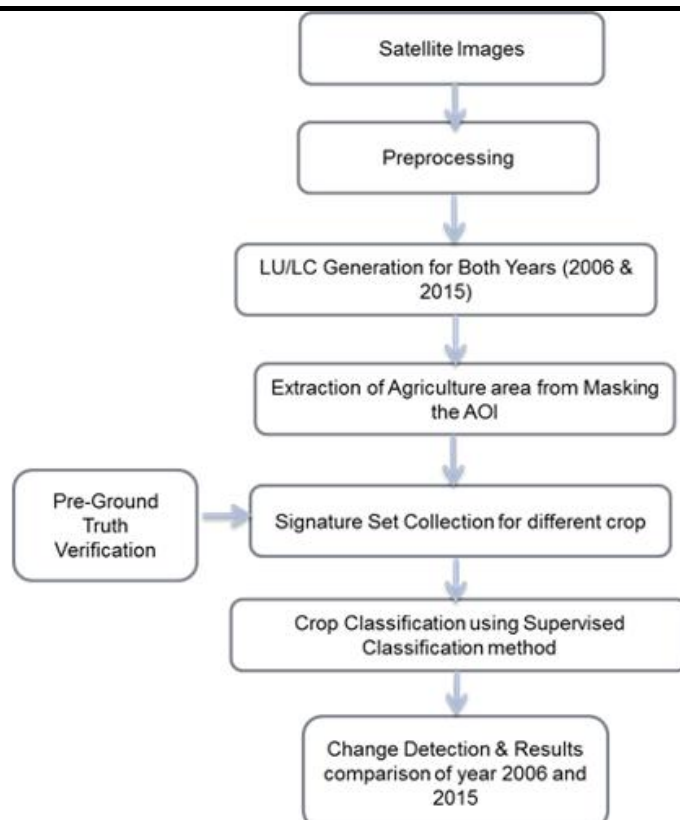 Satellite Images
Preprocessing
LU/LC Generation for Both Years (2006 &
2015)
Extraction of Agriculture area from Masking
the AOI
Pre-Ground
Truth
Verification
Signature Set Collection for different crop
Crop Classification using Supervised
Classification method
Change Detection & Results
comparison of year 2006 and
2015